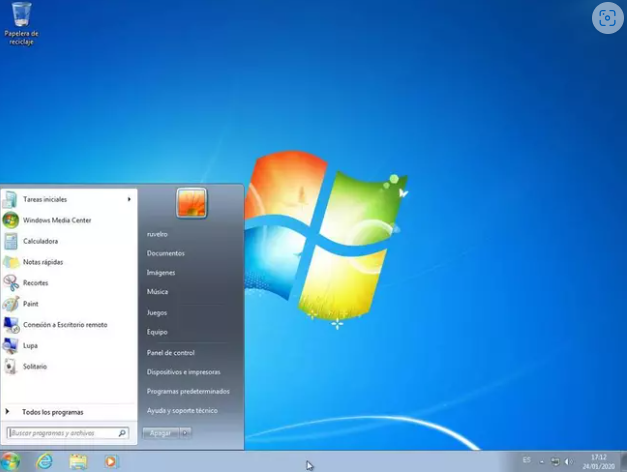 Papelera de
reciclaje
Tareas iniciales
Windows Media Center
Calculadora
Notas rápidas
Recortes
Paint
Conexión a Escritorio remoto
Lupa
Solitario
Todos los programas
Buscar programas y archivos
ruvelro
Documentos
Imágenes
Música
Juegos
Equipo
Panel de control
Dispositivos e impresoras
Programas predeterminados
Ayuda y soporte técnico
Apagar
ES
17:12
24/01/2020